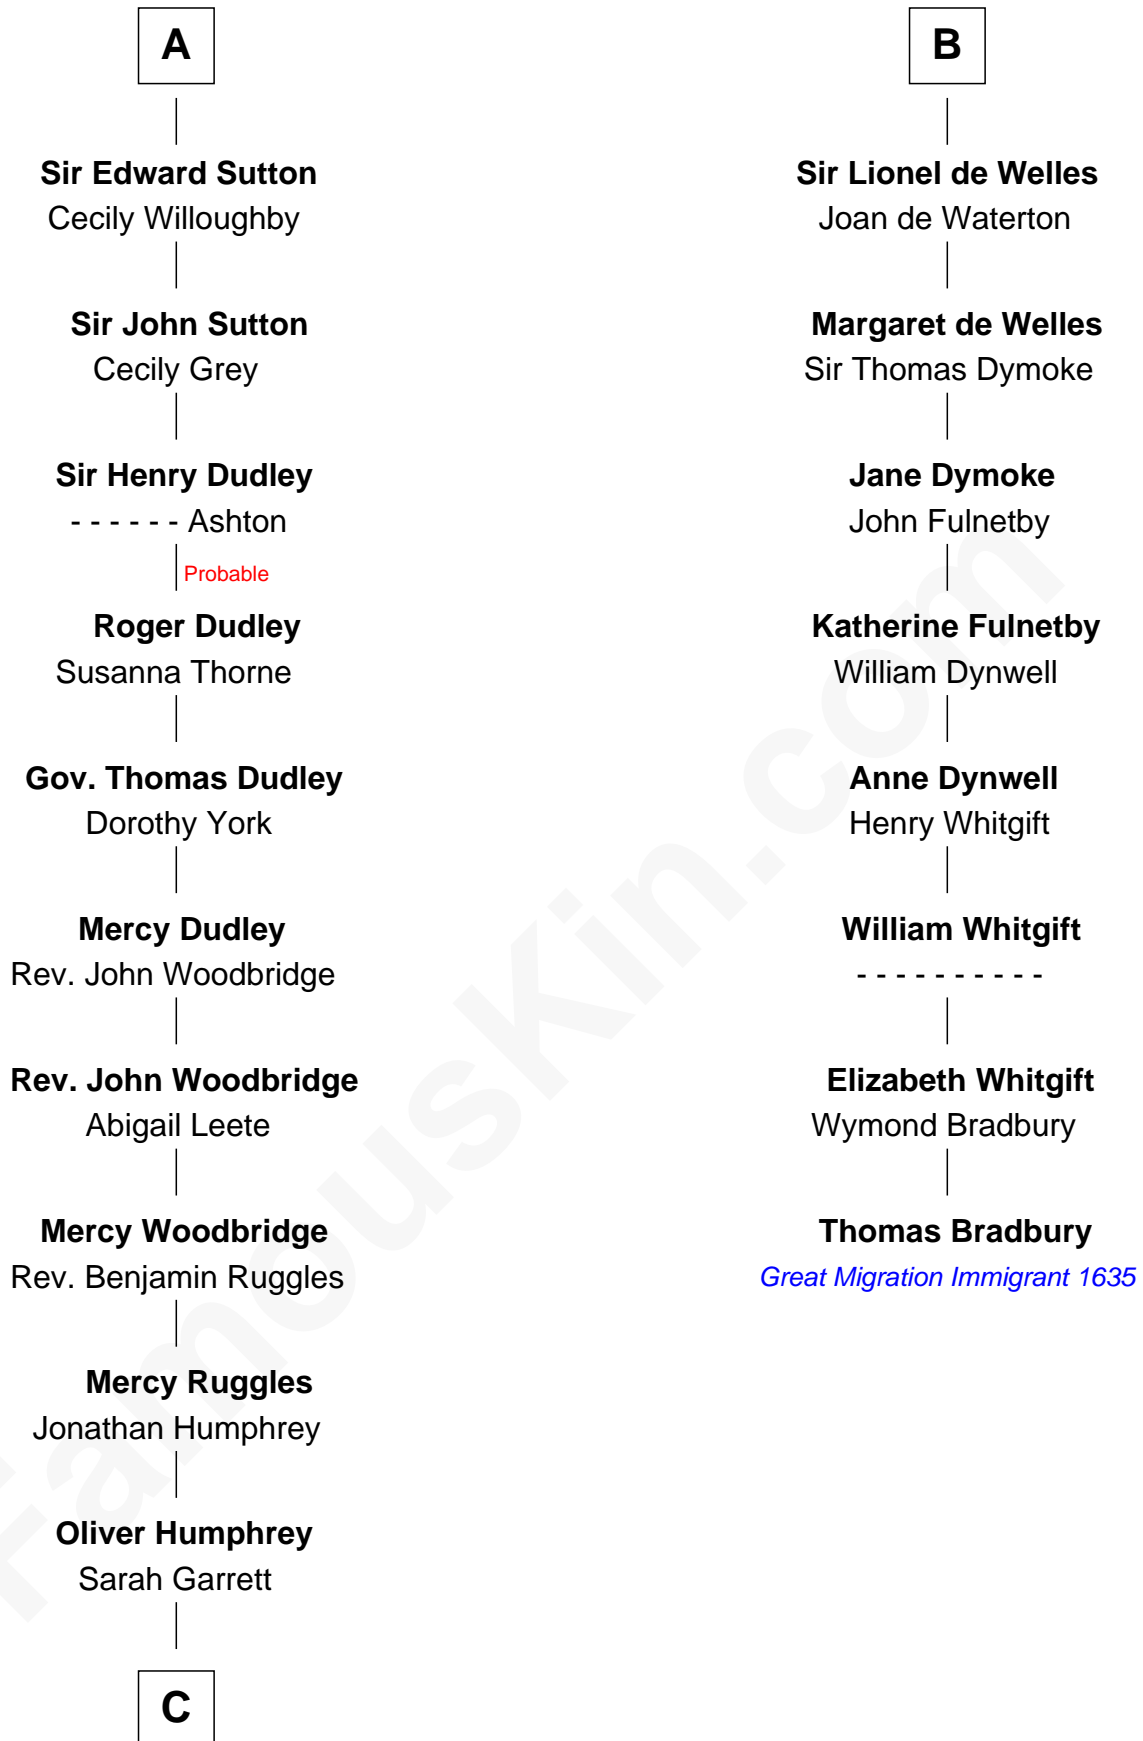 A
Sir Edward Sutton
Cecily Willoughby
Sir John Sutton
Cecily Grey
Sir Henry Dudley
- - - - - - Ashton
Probable
Roger Dudley
Susanna Thorne
Gov. Thomas Dudley
Dorothy York
Mercy Dudley
Rev. John Woodbridge
Rev. John Woodbridge
Abigail Leete
Mercy Woodbridge
Rev. Benjamin Ruggles
Mercy Ruggles
Jonathan Humphrey
Oliver Humphrey
Sarah Garrett
C
B
Sir Lionel de Welles
Joan de Waterton
Margaret de Welles
Sir Thomas Dymoke
Jane Dymoke
John Fulnetby
Katherine Fulnetby
William Dynwell
Anne Dynwell
Henry Whitgift
William Whitgift
- - - - - - - - - -
Elizabeth Whitgift
Wymond Bradbury
Thomas Bradbury
Great Migration Immigrant 1635
FamousKin.com